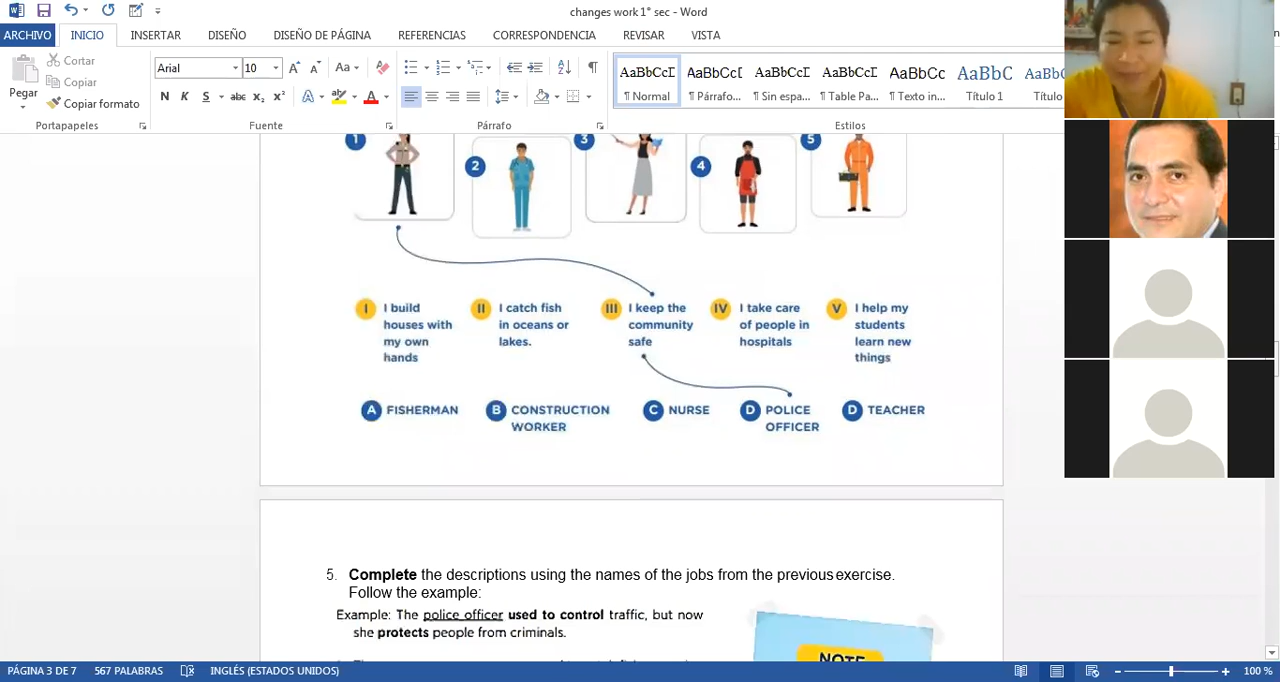 changes work 1° sec - Word
ARCHIVO INICIO INSERTAR DISEÑO DISEÑO DE PÁGINA REFERENCIAS CORRESPONDENCIA REVISAR VISTA
Pegar
Cortar
Copiar
Copiar formato
Portapapeles
Arial 10
N K S abc x₂ x²
Fuente
Párrafo
AaBbCcI AaBbCcI AaBbCcI AaBbCcI AaBbCc AaBbC AaBbC
¶ Normal ¶ Párrafo... ¶ Sin espa... ¶ Table Pa... ¶ Texto in... Título 1 Título
Estilos
1 2 3 4 5
I I build houses with my own hands
II I catch fish in oceans or lakes.
III I keep the community safe
IV I take care of people in hospitals
V I help my students learn new things
A FISHERMAN
B CONSTRUCTION WORKER
C NURSE
D POLICE OFFICER
D TEACHER
5. Complete the descriptions using the names of the jobs from the previous exercise.
Follow the example:
Example: The police officer used to control traffic, but now
she protects people from criminals.
NOTE
PÁGINA 3 DE 7 567 PALABRAS INGLÉS (ESTADOS UNIDOS) 100 %